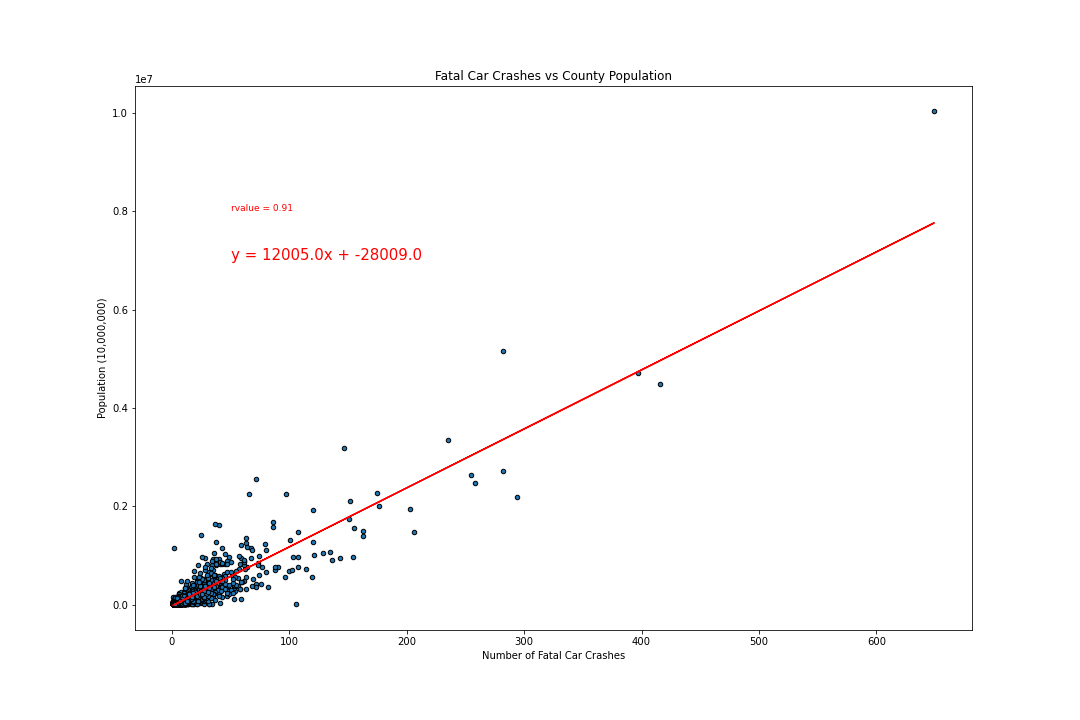 Fatal Car Crashes vs County Population
1e7
1.0
0.8
0.6
0.4
0.2
0.0
Population (10,000,000)
rvalue = 0.91
y = 12005.0x + -28009.0
0 100 200 300 400 500 600
Number of Fatal Car Crashes